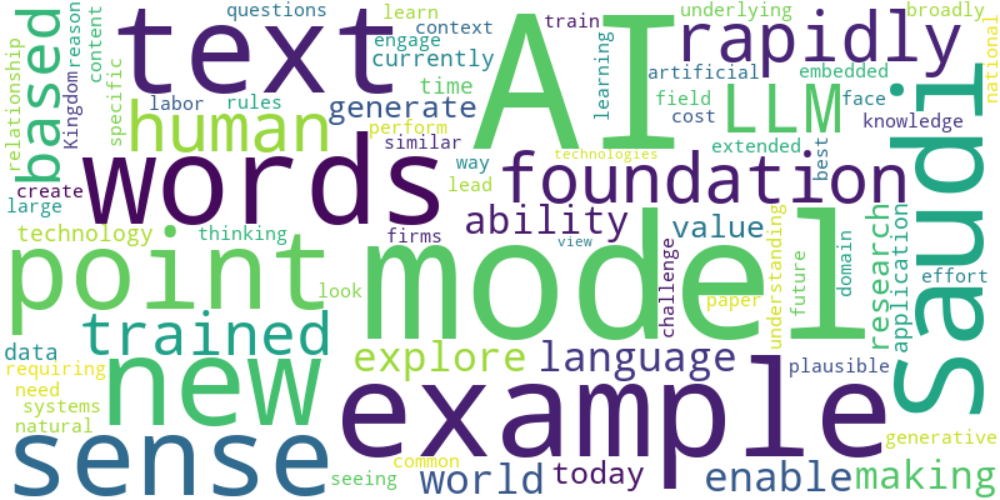 questions
learn
underlying
broadly
based
relationship
Kingdom
reason
content
specific
text
context
engage
currently
train
AI
learning
rapidly
artificial
embedded
national
labor
rules
time
generate
field
cost
LLM
face
knowledge
human
perform
similar
extended
best
saudi
words
way
technologies
foundation
create
large
lead
ability
value
technology
thinking
firms
view
model
challenge
understanding
future
domain
research
application
effort
point
look
paper
trained
data
explore
language
plausible
requiring
new
example
need
systems
natural
generative
sense
common
seeing
world
today
enable
making